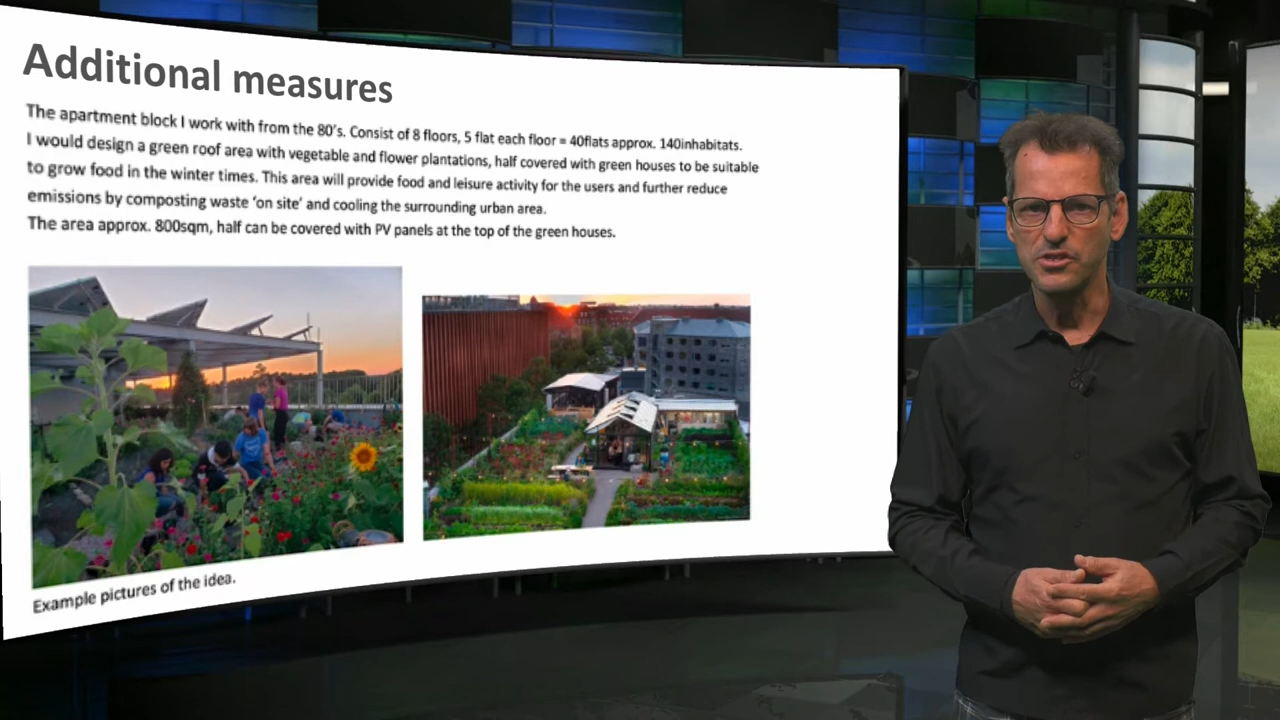 Additional measures
The apartment block I work with from the 80's. Consist of 8 floors, 5 flat each floor = 40flats approx. 140inhabitats.
I would design a green roof area with vegetable and flower plantations, half covered with green houses to be suitable
to grow food in the winter times. This area will provide food and leisure activity for the users and further reduce
emissions by composting waste ‘on site’ and cooling the surrounding urban area.
The area approx. 800sqm, half can be covered with PV panels at the top of the green houses.
Example pictures of the idea.